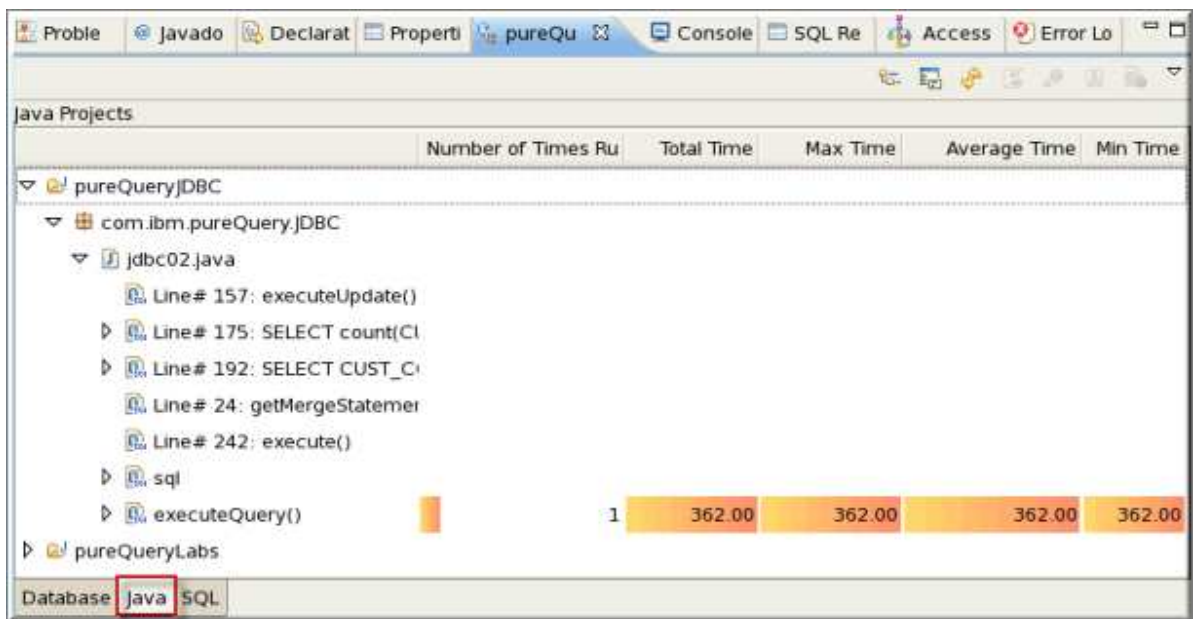 Proble Javado Declarat Properti pureQu Console SQL Re Access Error Lo
Java Projects
Number of Times Ru Total Time Max Time Average Time Min Time
pureQueryJDBC
com.ibm.pureQuery.JDBC
jdbc02.java
Line# 157: executeUpdate()
Line# 175: SELECT count(CU
Line# 192: SELECT CUST_C
Line# 24: getMergeStatemer
Line# 242: execute()
sql
executeQuery() 1 362.00 362.00 362.00 362.00
pureQueryLabs
Database Java SQL